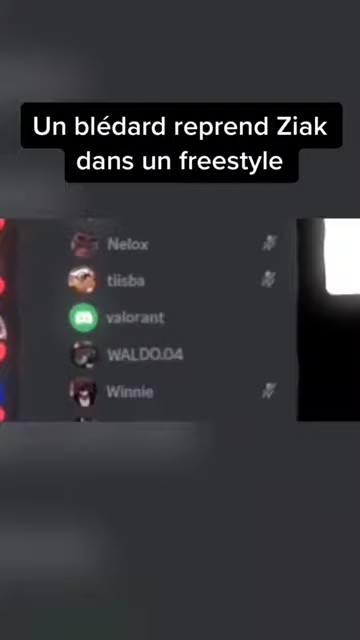 Un blédard reprend Ziak
dans un freestyle
Nelox
tiisba
valorant
WALDO.04
Winnie